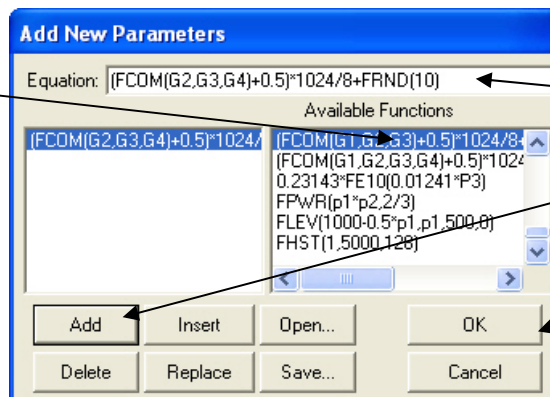 Add New Parameters
Equation: (FCOM(G2,G3,G4)+0.5)*1024/8+FRND(10)
Available Functions
(FCOM(G2,G3,G4)+0.5)*1024/
(FCOM(G1,G2,G3)+0.5)*1024/8+
(FCOM(G1,G2,G3,G4)+0.5)*1024
0.23143*FE10(0.01241*P3)
FPWR(p1*p2,2/3)
FLEV(1000-0.5*p1,p1,500,0)
FHST(1,5000,128)
Add Insert Open... OK
Delete Replace Save... Cancel